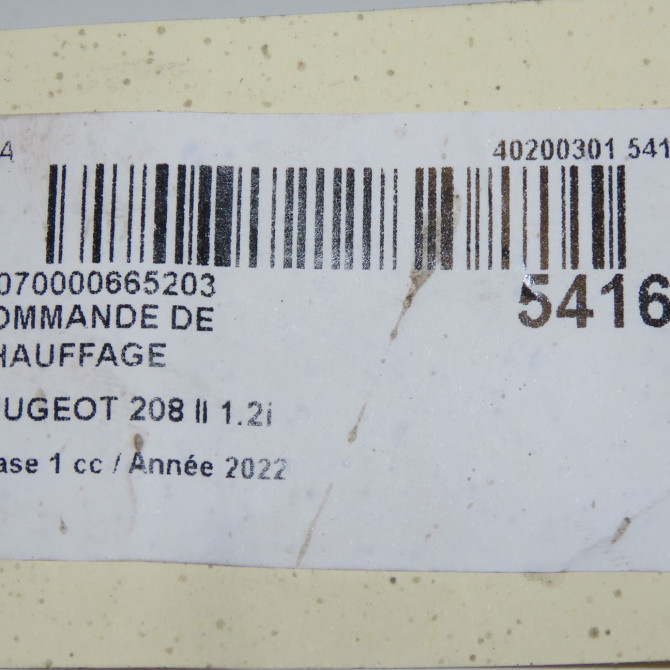 4 40200301 541
070000665203 5416
OMMANDE DE
HAUFFAGE
UGEOT 208 II 1.2i
ase 1 cc / Année 2022